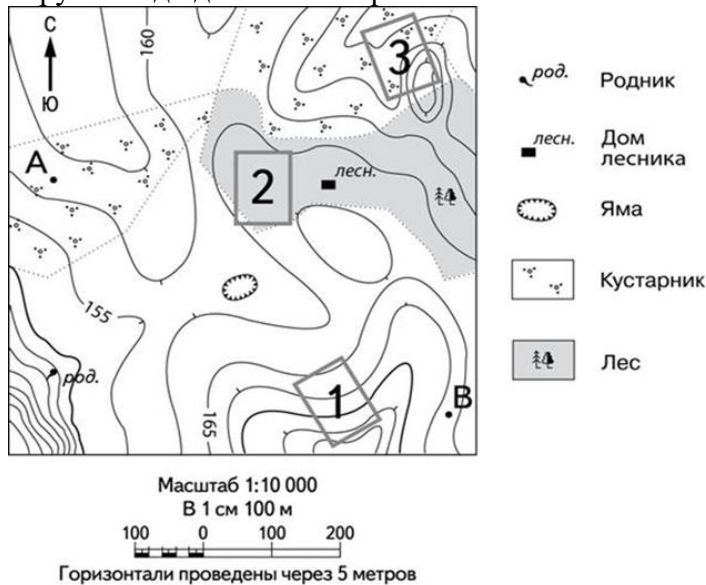 С
Ю
160
3
А
лесн.
2
155
род.
1
165
В
род.
Родник
лесн.
Дом
лесника
Яма
Кустарник
Лес
Масштаб 1:10 000
В 1 см 100 м
100 0 100 200
Горизонтали проведены через 5 метров